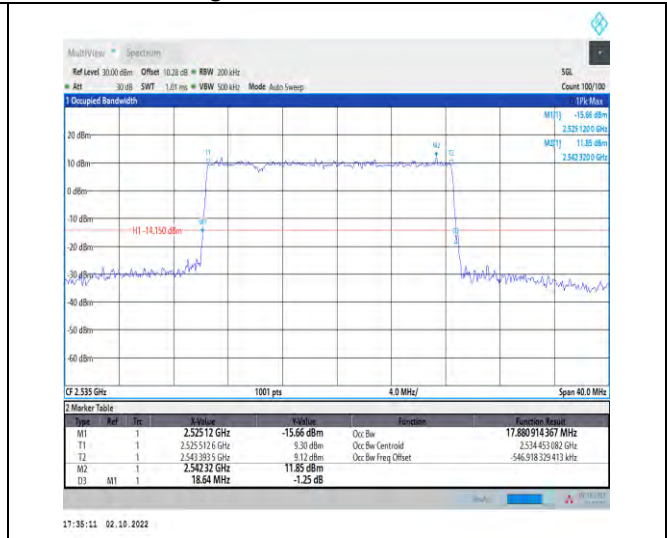 MultiView Spectrum
Ref Level 30.00 dBm Offset 10.28 dB RBW 200 kHz SGL
Att 30 dB SWT 1.01 ms VBW 500 kHz Mode Auto Sweep Count 100/100
1 Occupied Bandwidth 1Pk Max
M1[1] -15.66 dBm
2.525 120 0 GHz
20 dBm M2[1] 11.85 dBm
2.542 320 0 GHz
M2
T1 T2
10 dBm
0 dBm
-10 dBm
M1
H1 -14.150 dBm
D3
-20 dBm
-30 dBm
-40 dBm
-50 dBm
-60 dBm
CF 2.535 GHz 1001 pts 4.0 MHz/ Span 40.0 MHz
2 Marker Table
Type Ref Trc X-Value Y-Value Function Function Result
M1 1 2.52512 GHz -15.66 dBm Occ Bw 17.880 914 367 MHz
T1 1 2.525 512 6 GHz 9.30 dBm Occ Bw Centroid 2.534 453 082 GHz
T2 1 2.543 393 5 GHz 9.12 dBm Occ Bw Freq Offset -546.918 329 413 kHz
M2 1 2.54232 GHz 11.85 dBm
D3 M1 1 18.64 MHz -1.25 dB
17:35:11 02.10.2022